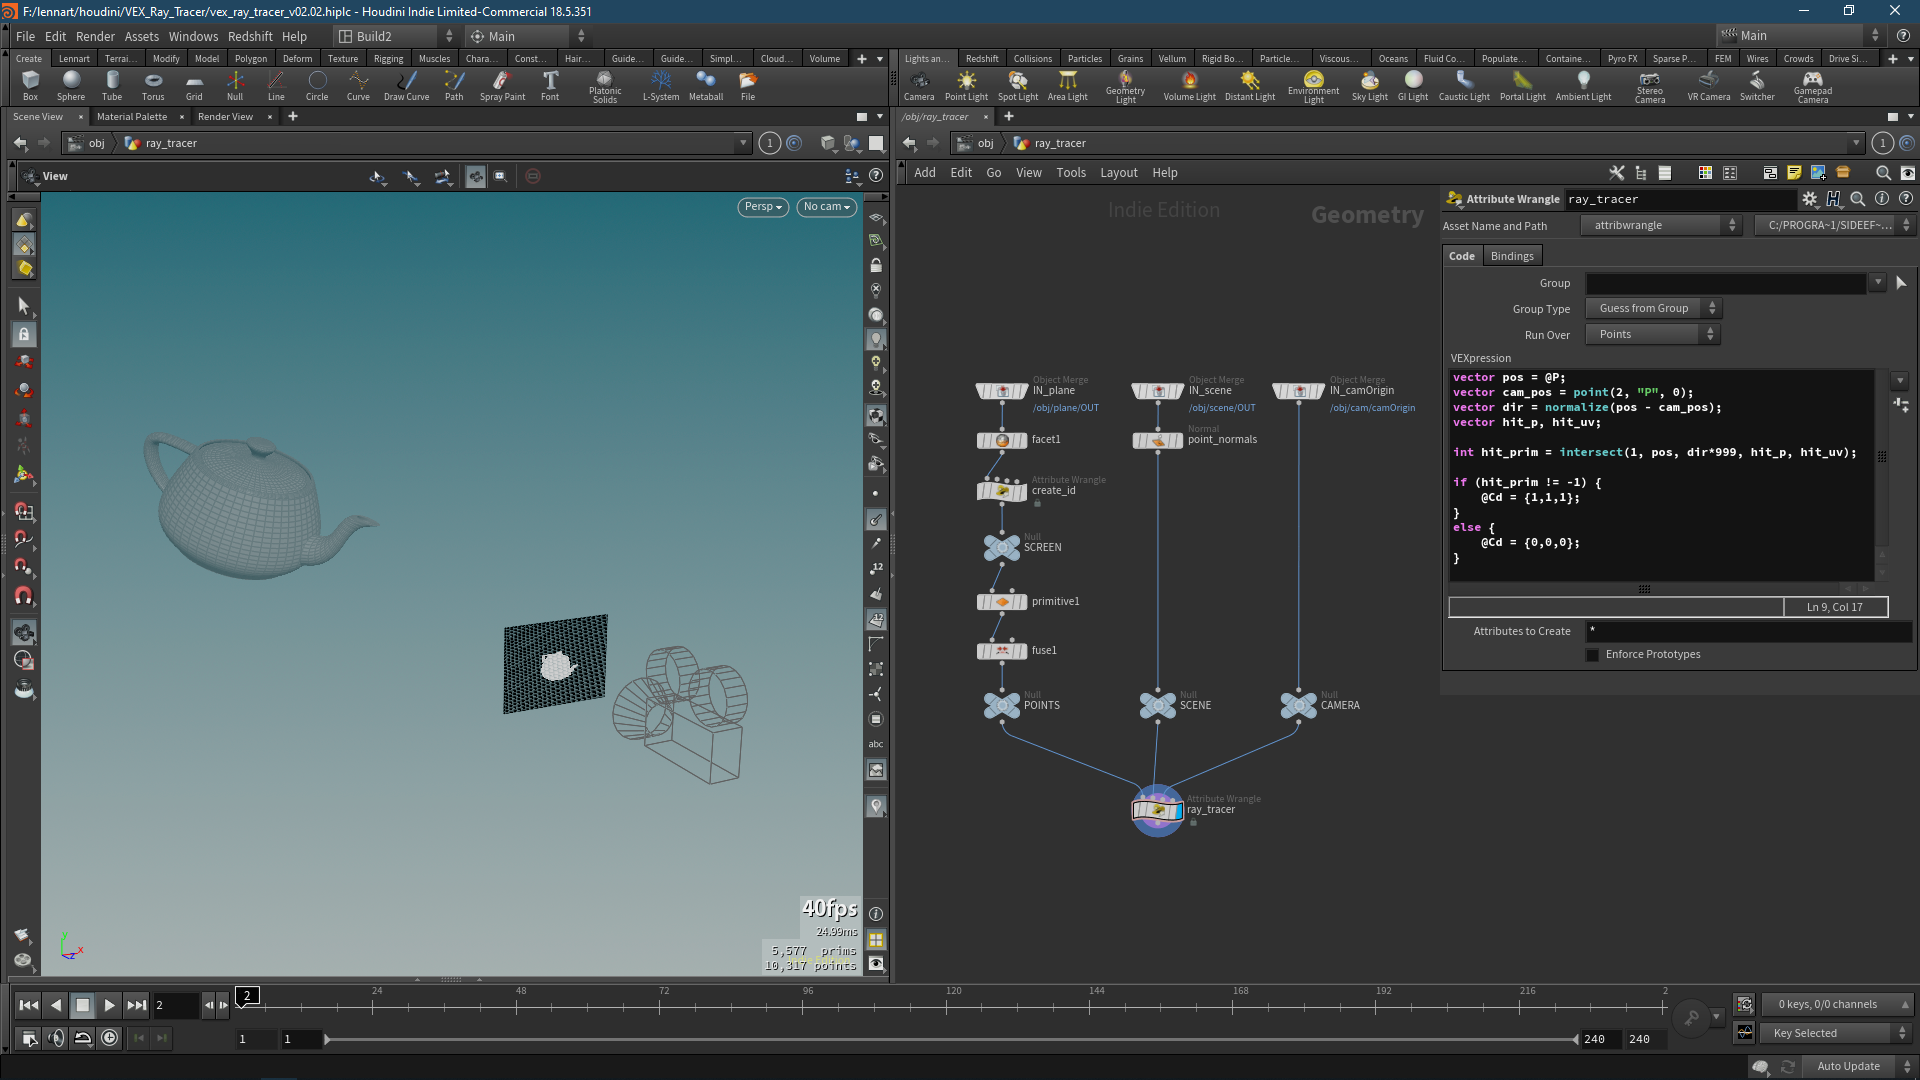 F:/lennart/houdini/VEX_Ray_Tracer/vex_ray_tracer_v02.02.hiplc - Houdini Indie Limited-Commercial 18.5.351
File Edit Render Assets Windows Redshift Help Build2 Main Main
Create Lennart Terrai... Modify Model Polygon Deform Texture Rigging Muscles Chara... Const... Hair... Guide... Guide... Simpl... Cloud... Volume
Box Sphere Tube Torus Grid Null Line Circle Curve Draw Curve Path Spray Paint Font Platonic Solids L-System Metaball File
Lights an... Redshift Collisions Particles Grains Vellum Rigid Bo... Particle... Viscous... Oceans Fluid Co... Populate... Containe... Pyro FX Sparse P... FEM Wires Crowds Drive Si...
Camera Point Light Spot Light Area Light Geometry Light Volume Light Distant Light Environment Light Sky Light GI Light Caustic Light Portal Light Ambient Light Stereo Camera VR Camera Switcher Gamepad Camera
Scene View Material Palette Render View
obj ray_tracer 1
View
Persp No cam
12
12
abc
40fps
24.99ms
5,577 prims
10,317 points
y x z
/obj/ray_tracer
obj ray_tracer 1
Add Edit Go View Tools Layout Help
Indie Edition Geometry
Object Merge
IN_plane
/obj/plane/OUT
Object Merge
IN_scene
/obj/scene/OUT
Object Merge
IN_camOrigin
/obj/cam/camOrigin
facet1
Normal
point_normals
Attribute Wrangle
create_id
Null
SCREEN
primitive1
fuse1
Null
POINTS
Null
SCENE
Null
CAMERA
Attribute Wrangle
ray_tracer
Attribute Wrangle ray_tracer
Asset Name and Path attribwrangle C:/PROGRA~1/SIDEEF~...
Code Bindings
Group
Group Type Guess from Group
Run Over Points
VEXpression
vector pos = @P;
vector cam_pos = point(2, "P", 0);
vector dir = normalize(pos - cam_pos);
vector hit_p, hit_uv;
int hit_prim = intersect(1, pos, dir*999, hit_p, hit_uv);
if (hit_prim != -1) {
@Cd = {1,1,1};
}
else {
@Cd = {0,0,0};
}
Ln 9, Col 17
Attributes to Create *
Enforce Prototypes
2 2 24 48 72 96 120 144 168 192 216 2
0 keys, 0/0 channels
1 1 240 240
Key Selected
Auto Update